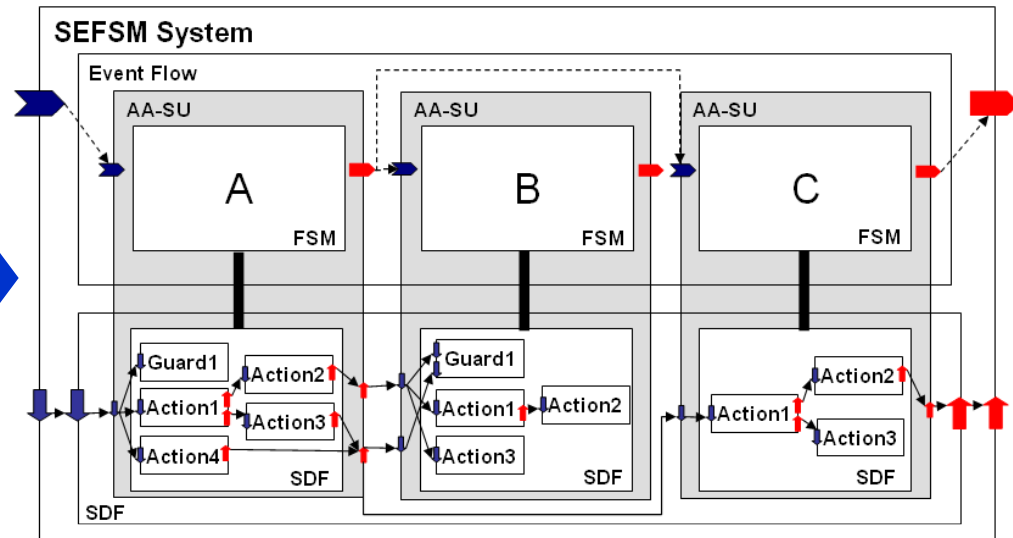 SEFSM System
Event Flow
AA-SU
AA-SU
AA-SU
A
B
C
FSM
FSM
FSM
Guard1
Action1
Action4
Action2
Action3
SDF
Guard1
Action1
Action3
Action2
SDF
Action1
Action2
Action3
SDF
SDF